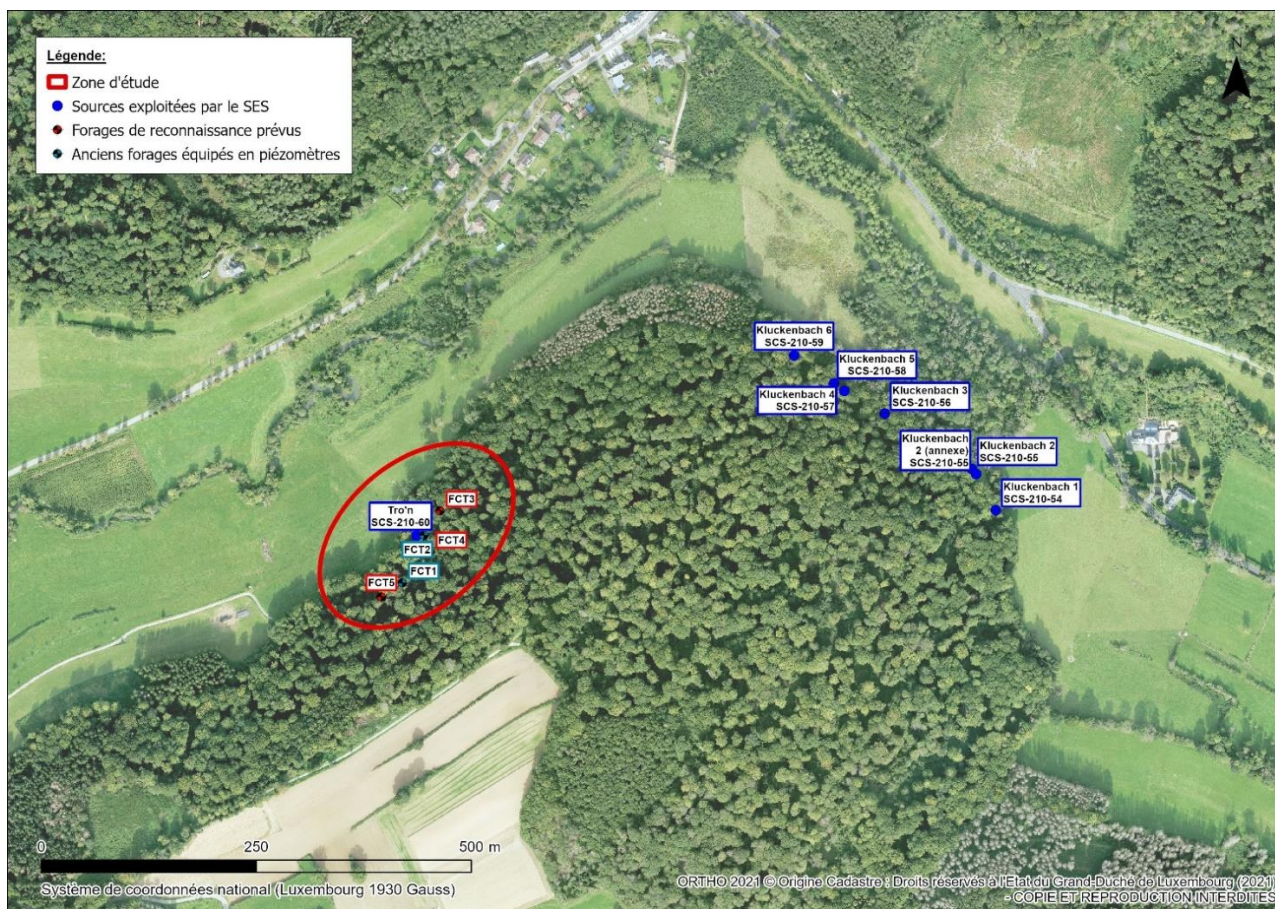 Légende:
Zone d'étude
Sources exploitées par le SES
Forages de reconnaissance prévus
Anciens forages équipés en piézomètres
N
Kluckenbach 6
SCS-210-59
Kluckenbach 5
SCS-210-58
Kluckenbach 4
SCS-210-57
Kluckenbach 3
SCS-210-56
Kluckenbach
2 (annexe)
SCS-210-55
Kluckenbach 2
SCS-210-55
Kluckenbach 1
SCS-210-54
FCT3
Tro'n
SCS-210-60
FCT4
FCT2
FCT1
FCT5
0
250
500 m
Système de coordonnées national (Luxembourg 1930 Gauss)
ORTHO 2021 © Origine Cadastre : Droits réservés à l'Etat du Grand-Duché de Luxembourg (2021)
- COPIE ET REPRODUCTION INTERDITES